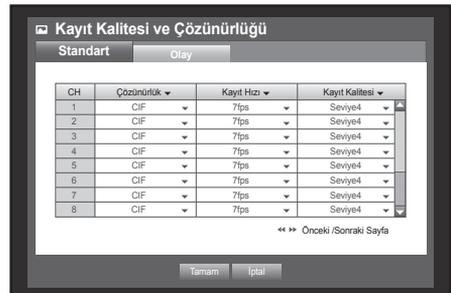 Kayıt Kalitesi ve Çözünürlüğü
Standart Olay
CH Çözünürlük Kayıt Hızı Kayıt Kalitesi
1 CIF 7fps Seviye4
2 CIF 7fps Seviye4
3 CIF 7fps Seviye4
4 CIF 7fps Seviye4
5 CIF 7fps Seviye4
6 CIF 7fps Seviye4
7 CIF 7fps Seviye4
8 CIF 7fps Seviye4
Önceki /Sonraki Sayfa
Tamam İptal